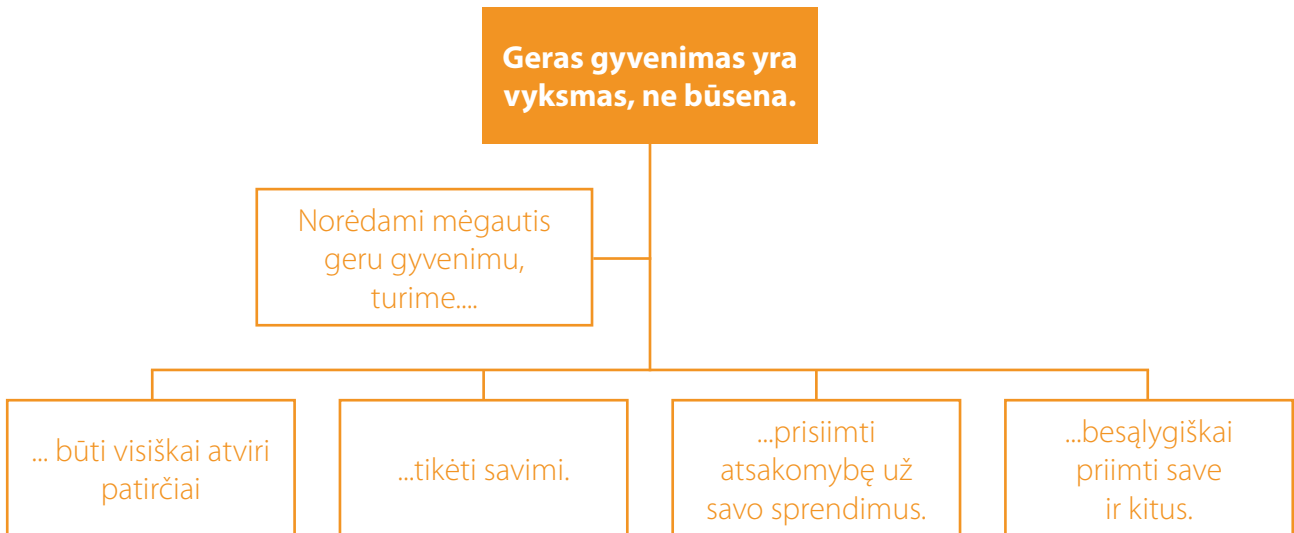 Geras gyvenimas yra
vyksmas, ne būsena.
Norėdami mėgautis
geru gyvenimu,
turime....
... būti visiškai atviri
patirčiai
...tikėti savimi.
...prisiimti
atsakomybę už
savo sprendimus.
...besąlygiškai
priimti save
ir kitus.